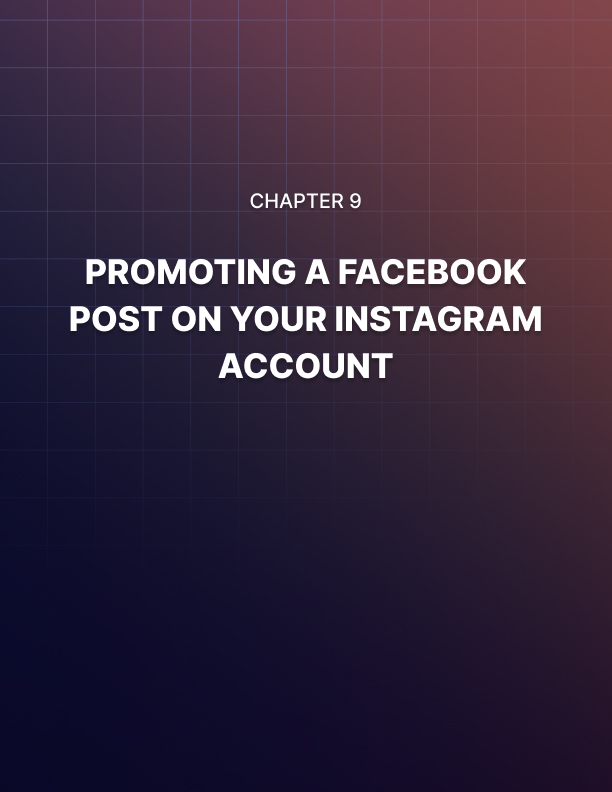 CHAPTER 9
PROMOTING A FACEBOOK
POST ON YOUR INSTAGRAM
ACCOUNT